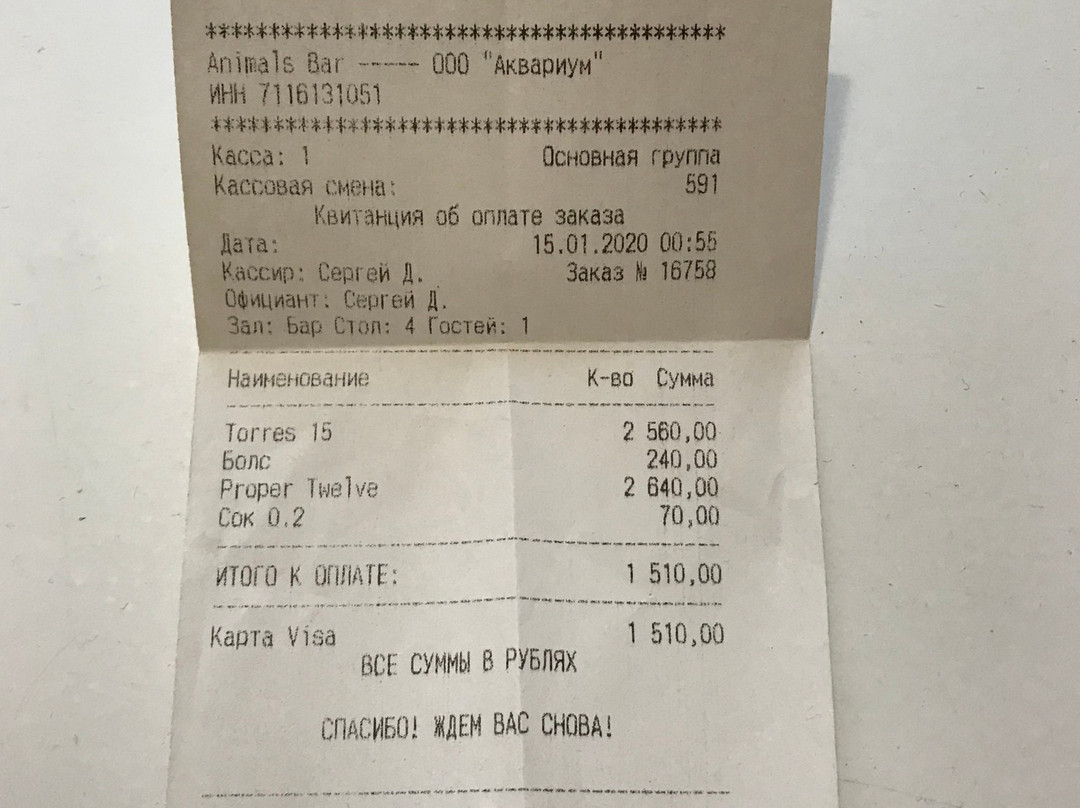 ******************************************
Animals Bar ----- ООО "Аквариум"
ИНН 7116131051
******************************************
Касса: 1 Основная группа
Кассовая смена: 591
Квитанция об оплате заказа
Дата: 15.01.2020 00:55
Кассир: Сергей Д. Заказ № 16758
Официант: Сергей Д.
Зал: Бар Стол: 4 Гостей: 1
Наименование К-во Сумма
Torres 15 2 560,00
Болс 240,00
Proper Twelve 2 640,00
Сок 0.2 70,00
ИТОГО К ОПЛАТЕ: 1 510,00
Карта Visa 1 510,00
ВСЕ СУММЫ В РУБЛЯХ
СПАСИБО! ЖДЕМ ВАС СНОВА!